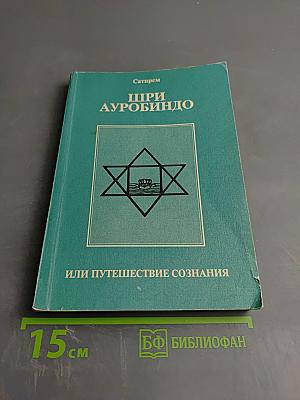 Сатпрем
ШРИ
АУРОБИНДО
ИЛИ ПУТЕШЕСТВИЕ СОЗНАНИЯ
15 см
БФ БИБЛИОФАН